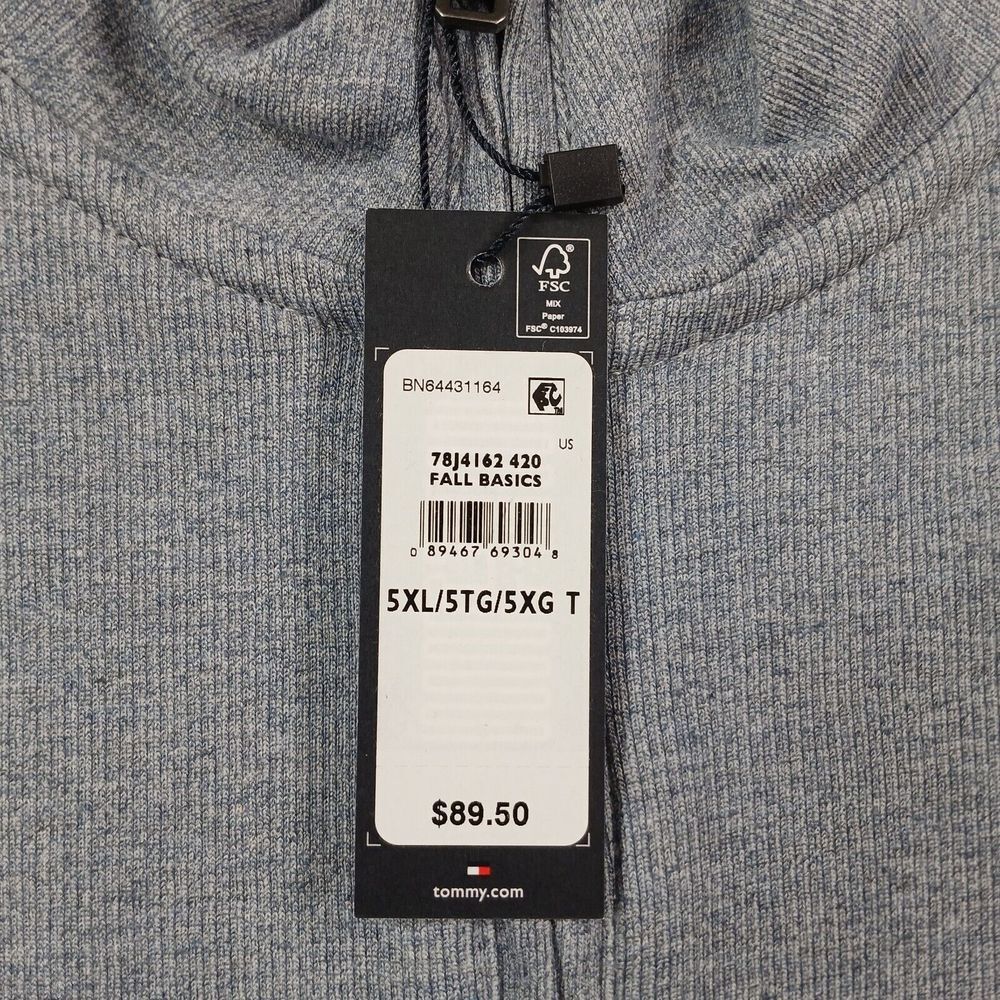 FSC
MIX
Paper
FSC® C103974
BN64431164
US
78J4162 420
FALL BASICS
0 89467 69304 8
5XL/5TG/5XG T
$89.50
tommy.com